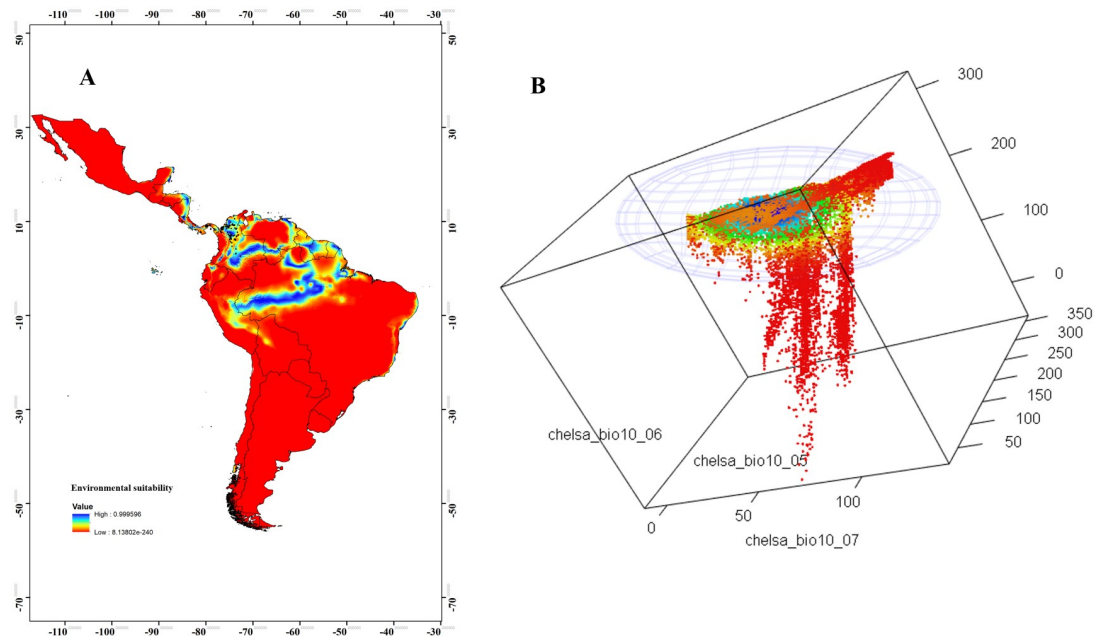 -110 -100 -90 -80 -70 -60 -50 -40 -30
50
50
A
B
300
30
30
200
10
10
100
0
-10
-10
350
300
250
200
150
100
50
chelsa_bio10_06
chelsa_bio10_05
-30
-30
Environmental suitability
Value
High : 0.999596
Low : 8.13802e-240
-50
-50
0
50
100
chelsa_bio10_07
-70
-70
-110 -100 -90 -80 -70 -60 -50 -40 -30